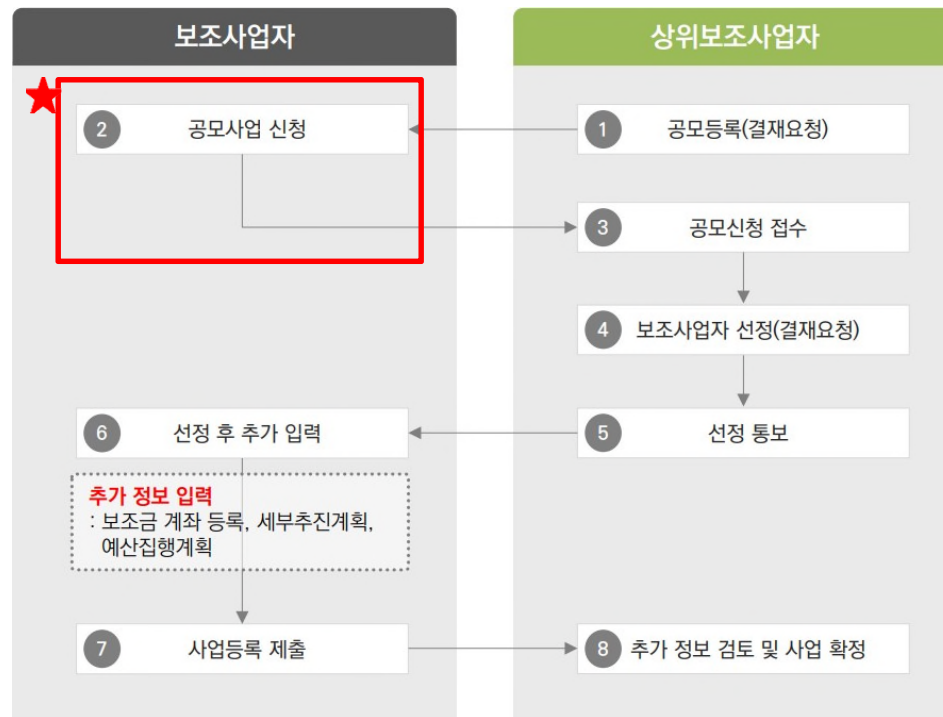 보조사업자
상위보조사업자
2 공모사업 신청
1 공모등록(결재요청)
3 공모신청 접수
4 보조사업자 선정(결재요청)
6 선정 후 추가 입력
5 선정 통보
추가 정보 입력
: 보조금 계좌 등록, 세부추진계획,
예산집행계획
7 사업등록 제출
8 추가 정보 검토 및 사업 확정